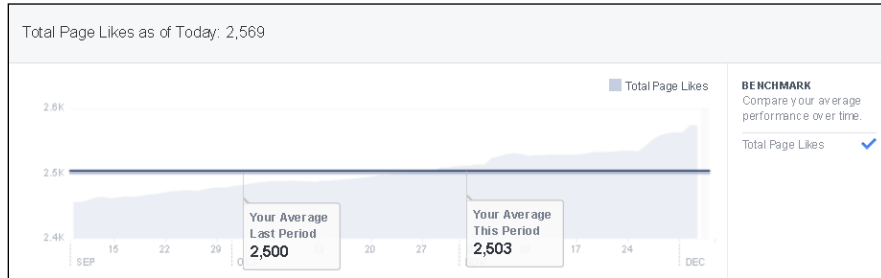 Total Page Likes as of Today: 2,569
Total Page Likes
BENCHMARK
Compare your average
performance over time.
Total Page Likes
2.6K
2.5K
2.4K
Your Average
Last Period
2,500
Your Average
This Period
2,503
15 22 29 20 27 17 24
SEP O DEC